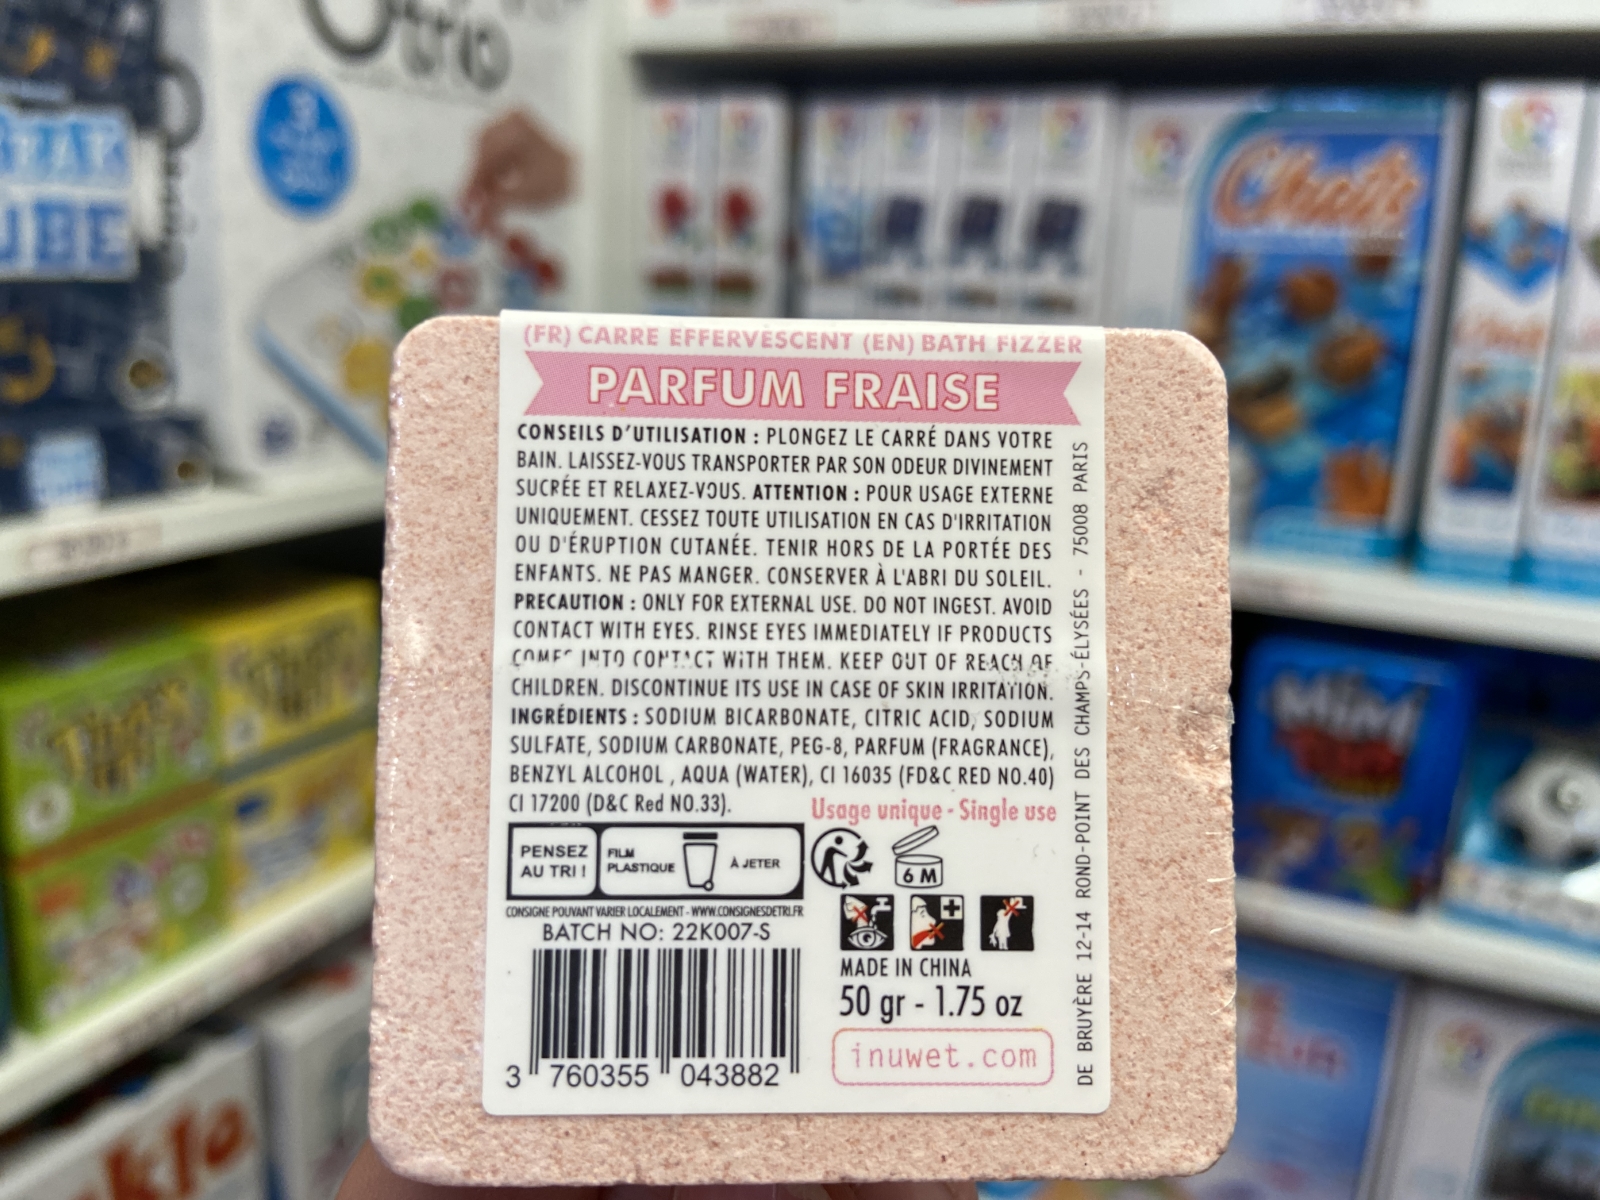 (FR) CARRE EFFERVESCENT (EN) BATH FIZZER
PARFUM FRAISE
CONSEILS D'UTILISATION : PLONGEZ LE CARRÉ DANS VOTRE
BAIN. LAISSEZ-VOUS TRANSPORTER PAR SON ODEUR DIVINEMENT
SUCRÉE ET RELAXEZ-VOUS. ATTENTION : POUR USAGE EXTERNE
UNIQUEMENT. CESSEZ TOUTE UTILISATION EN CAS D'IRRITATION
OU D'ÉRUPTION CUTANÉE. TENIR HORS DE LA PORTÉE DES
ENFANTS. NE PAS MANGER. CONSERVER À L'ABRI DU SOLEIL.
PRECAUTION : ONLY FOR EXTERNAL USE. DO NOT INGEST. AVOID
CONTACT WITH EYES. RINSE EYES IMMEDIATELY IF PRODUCTS
COMES INTO CONTACT WITH THEM. KEEP OUT OF REACH OF
CHILDREN. DISCONTINUE ITS USE IN CASE OF SKIN IRRITATION.
INGRÉDIENTS : SODIUM BICARBONATE, CITRIC ACID, SODIUM
SULFATE, SODIUM CARBONATE, PEG-8, PARFUM (FRAGRANCE),
BENZYL ALCOHOL , AQUA (WATER), CI 16035 (FD&C RED NO.40)
CI 17200 (D&C Red NO.33).
Usage unique - Single use
PENSEZ
AU TRI !
FILM
PLASTIQUE
À JETER
6 M
CONSIGNE POUVANT VARIER LOCALEMENT - WWW.CONSIGNESDETRI.FR
BATCH NO: 22K007-S
MADE IN CHINA
50 gr - 1.75 oz
inuwet.com
3 760355 043882
DE BRUYÈRE 12-14 ROND-POINT DES CHAMPS-ÉLYSÉES - 75008 PARIS